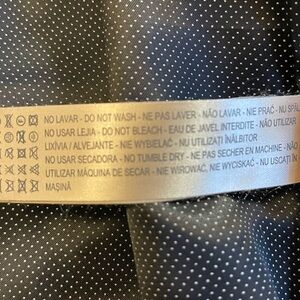 NO LAVAR - DO NOT WASH - NE PAS LAVER - NÃO LAVAR - NIE PRAĆ - NU SPĂL
NO USAR LEJIA - DO NOT BLEACH - EAU DE JAVEL INTERDITE - NÃO UTILIZAR
LIXÍVIA / ALVEJANTE - NIE WYBIELAĆ - NU UTILIZAȚI ÎNĂLBITOR
NO USAR SECADORA - NO TUMBLE DRY - NE PAS SECHER EN MACHINE - NÃO
UTILIZAR MÁQUINA DE SECAR - NIE WIROWAĆ, NIE WYCISKAĆ - NU USCAȚI ÎN
MAȘINĂ